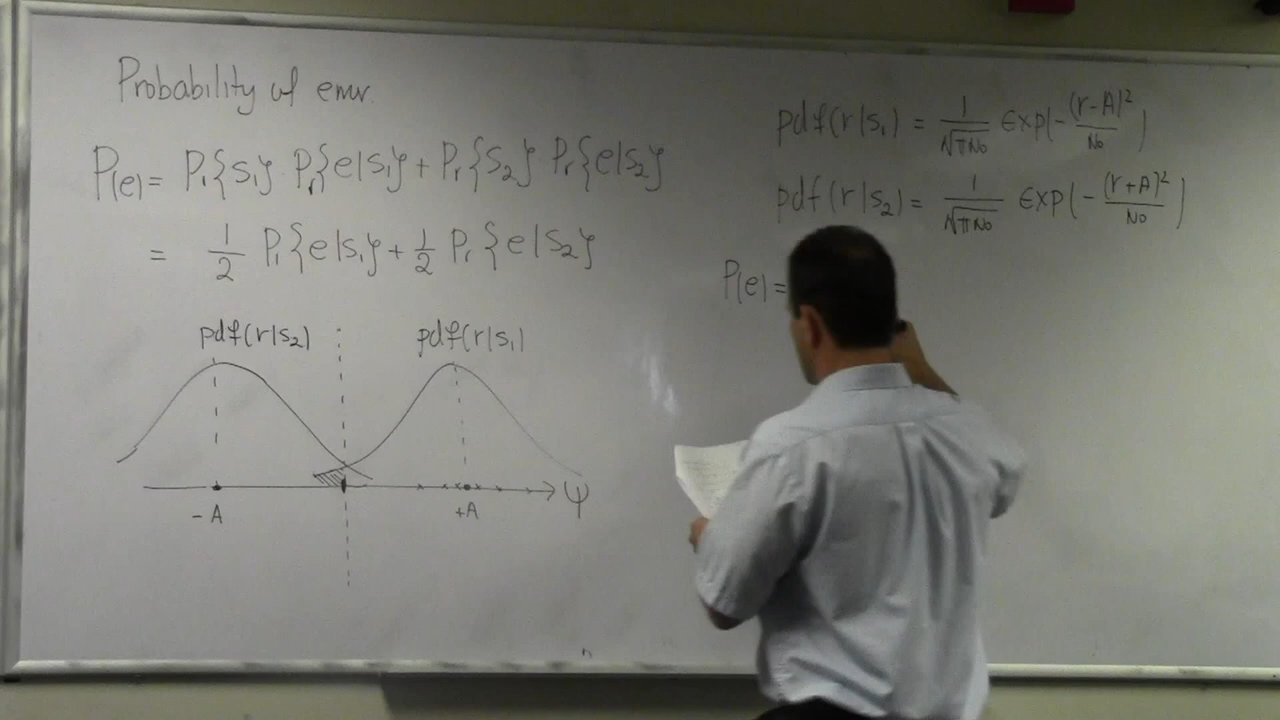 Probability of error.
P(e) = Pr{s₁} Pr{e|s₁} + Pr{s₂} Pr{e|s₂}
= 1/2 Pr{e|s₁} + 1/2 Pr{e|s₂}
pdf(r|s₂) pdf(r|s₁)
-A +A ψ
pdf(r|s₁) = 1/√πN₀ exp(-(r-A)²/N₀)
pdf(r|s₂) = 1/√πN₀ exp(-(r+A)²/N₀)
P(e) =